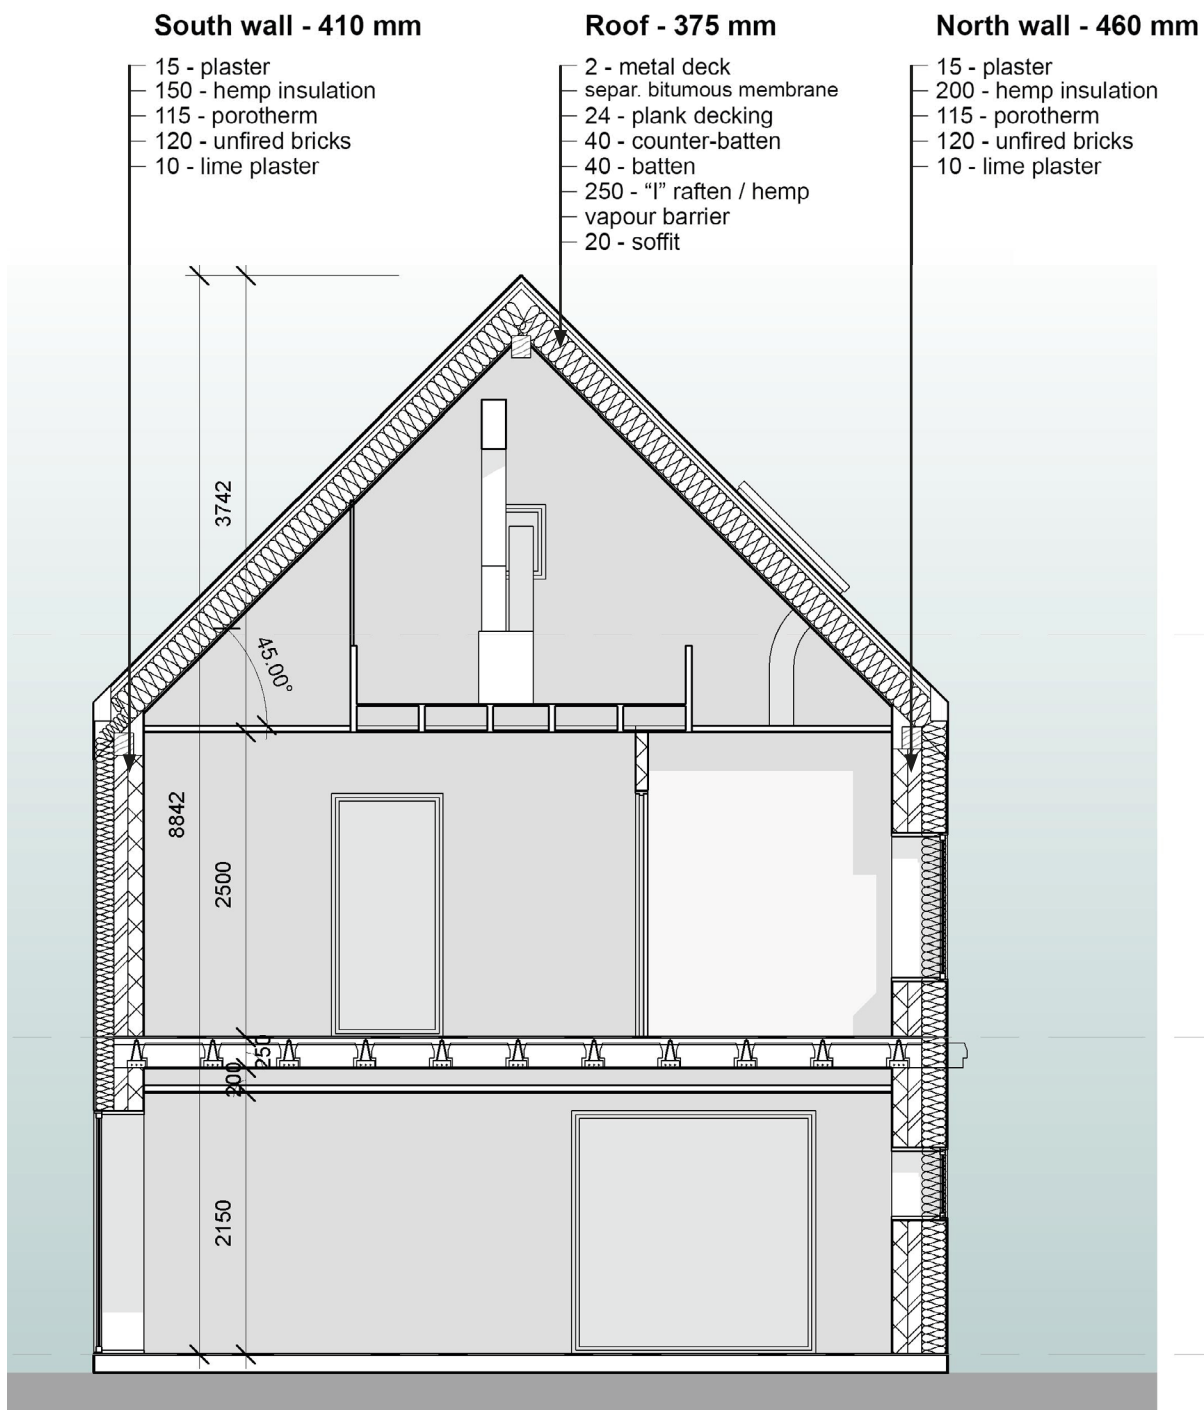 South wall - 410 mm
15 - plaster
150 - hemp insulation
115 - porotherm
120 - unfired bricks
10 - lime plaster
Roof - 375 mm
2 - metal deck
separ. bitumous membrane
24 - plank decking
40 - counter-batten
40 - batten
250 - “I” raften / hemp
vapour barrier
20 - soffit
North wall - 460 mm
15 - plaster
200 - hemp insulation
115 - porotherm
120 - unfired bricks
10 - lime plaster
3742
45.00°
8842
2500
250
200
2150